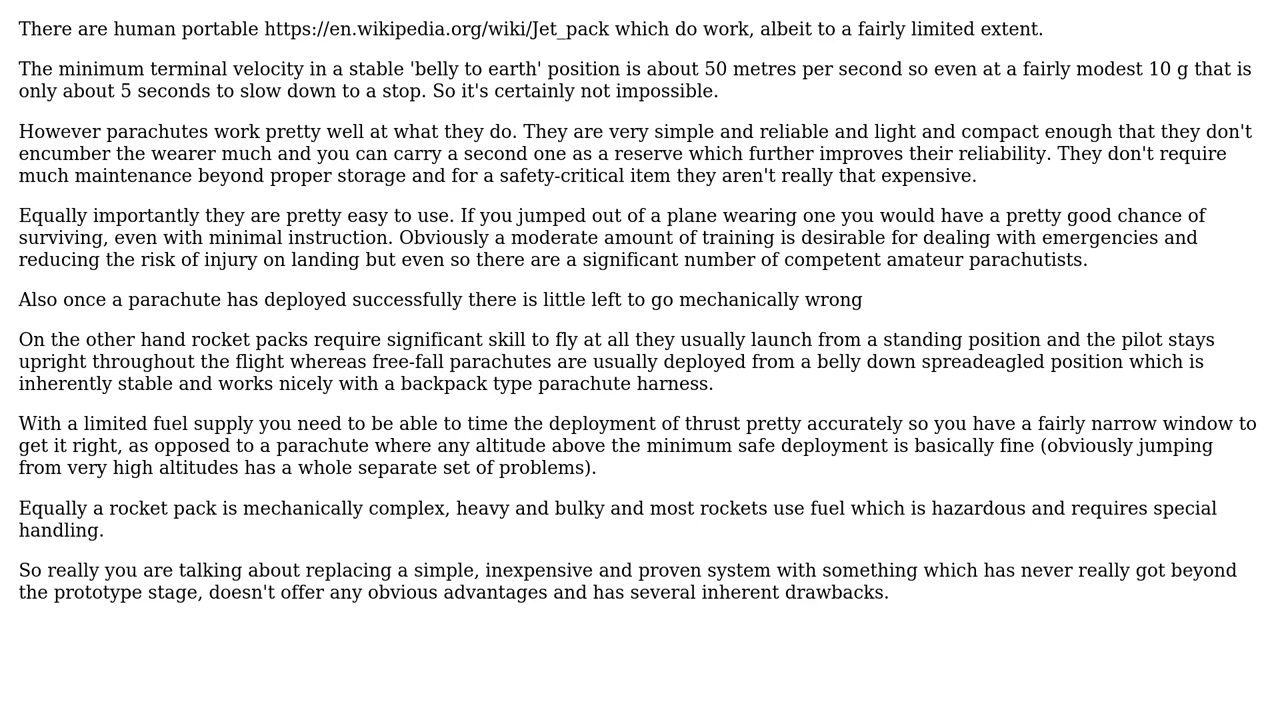 There are human portable https://en.wikipedia.org/wiki/Jet_pack which do work, albeit to a fairly limited extent.
The minimum terminal velocity in a stable 'belly to earth' position is about 50 metres per second so even at a fairly modest 10 g that is
only about 5 seconds to slow down to a stop. So it's certainly not impossible.
However parachutes work pretty well at what they do. They are very simple and reliable and light and compact enough that they don't
encumber the wearer much and you can carry a second one as a reserve which further improves their reliability. They don't require
much maintenance beyond proper storage and for a safety-critical item they aren't really that expensive.
Equally importantly they are pretty easy to use. If you jumped out of a plane wearing one you would have a pretty good chance of
surviving, even with minimal instruction. Obviously a moderate amount of training is desirable for dealing with emergencies and
reducing the risk of injury on landing but even so there are a significant number of competent amateur parachutists.
Also once a parachute has deployed successfully there is little left to go mechanically wrong
On the other hand rocket packs require significant skill to fly at all they usually launch from a standing position and the pilot stays
upright throughout the flight whereas free-fall parachutes are usually deployed from a belly down spreadeagled position which is
inherently stable and works nicely with a backpack type parachute harness.
With a limited fuel supply you need to be able to time the deployment of thrust pretty accurately so you have a fairly narrow window to
get it right, as opposed to a parachute where any altitude above the minimum safe deployment is basically fine (obviously jumping
from very high altitudes has a whole separate set of problems).
Equally a rocket pack is mechanically complex, heavy and bulky and most rockets use fuel which is hazardous and requires special
handling.
So really you are talking about replacing a simple, inexpensive and proven system with something which has never really got beyond
the prototype stage, doesn't offer any obvious advantages and has several inherent drawbacks.